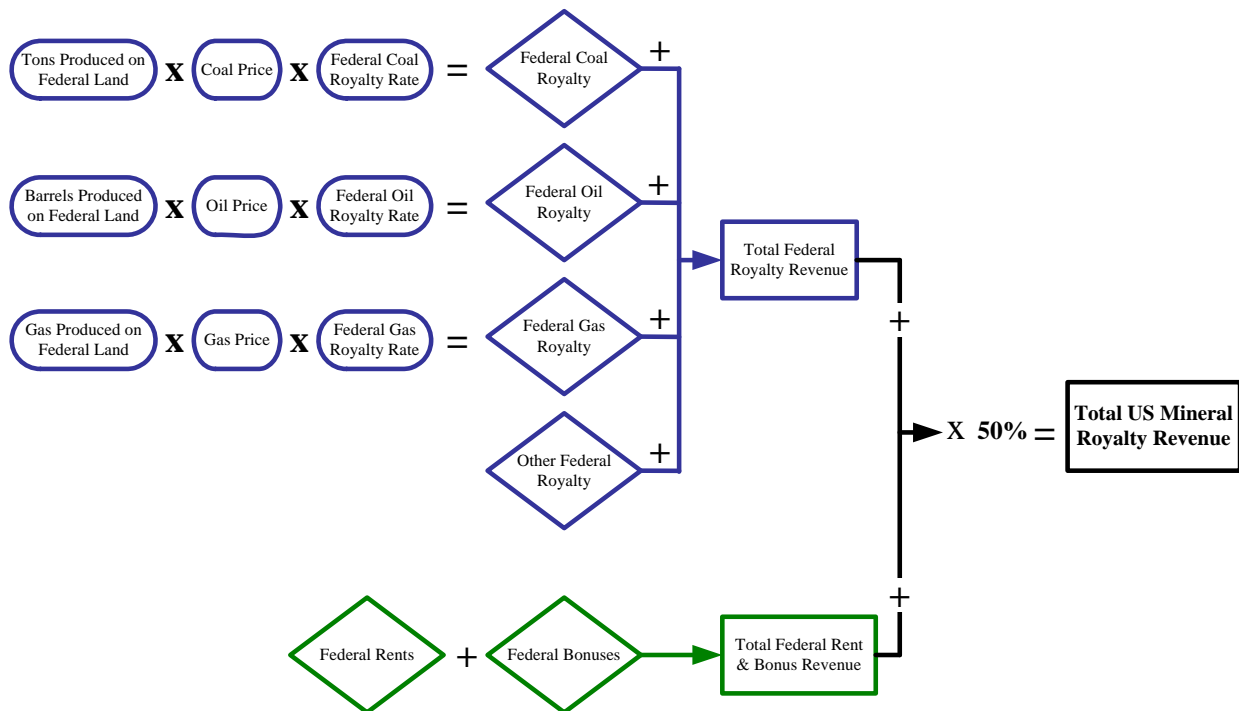 Tons Produced on
Federal Land
x
Coal Price
x
Federal Coal
Royalty Rate
=
Federal Coal
Royalty
+
Barrels Produced
on Federal Land
x
Oil Price
x
Federal Oil
Royalty Rate
=
Federal Oil
Royalty
+
Gas Produced on
Federal Land
x
Gas Price
x
Federal Gas
Royalty Rate
=
Federal Gas
Royalty
+
Other Federal
Royalty
+
Total Federal
Royalty Revenue
+
Federal Rents
+
Federal Bonuses
Total Federal Rent
& Bonus Revenue
+
X 50% =
Total US Mineral
Royalty Revenue